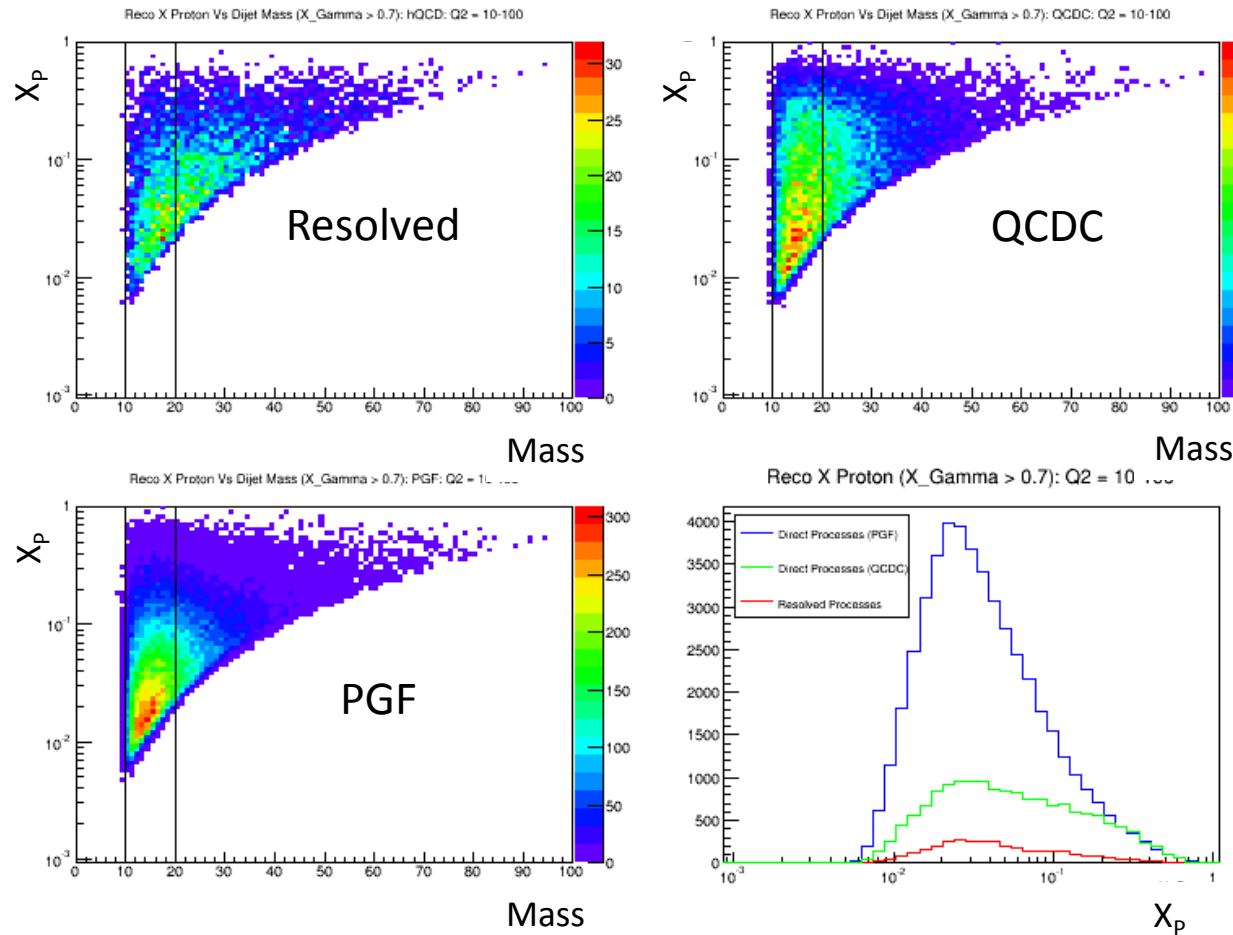 Reco X Proton Vs Dijet Mass (X_Gamma > 0.7): hQCD: Q2 = 10-100
X_P
1
10^-1
10^-2
10^-3
Resolved
30
25
20
15
10
5
0
0 10 20 30 40 50 60 70 80 90 100
Mass
Reco X Proton Vs Dijet Mass (X_Gamma > 0.7): QCDC: Q2 = 10-100
X_P
1
10^-1
10^-2
10^-3
QCDC
0 10 20 30 40 50 60 70 80 90 100
Mass
Reco X Proton Vs Dijet Mass (X_Gamma > 0.7): PGF: Q2 =
X_P
1
10^-1
10^-2
10^-3
PGF
300
250
200
150
100
50
0
0 10 20 30 40 50 60 70 80 90 100
Mass
Reco X Proton (X_Gamma > 0.7): Q2 = 10
4000
3500
3000
2500
2000
1500
1000
500
0
Direct Processes (PGF)
Direct Processes (QCDC)
Resolved Processes
10^-3 10^-2 10^-1 1
X_P